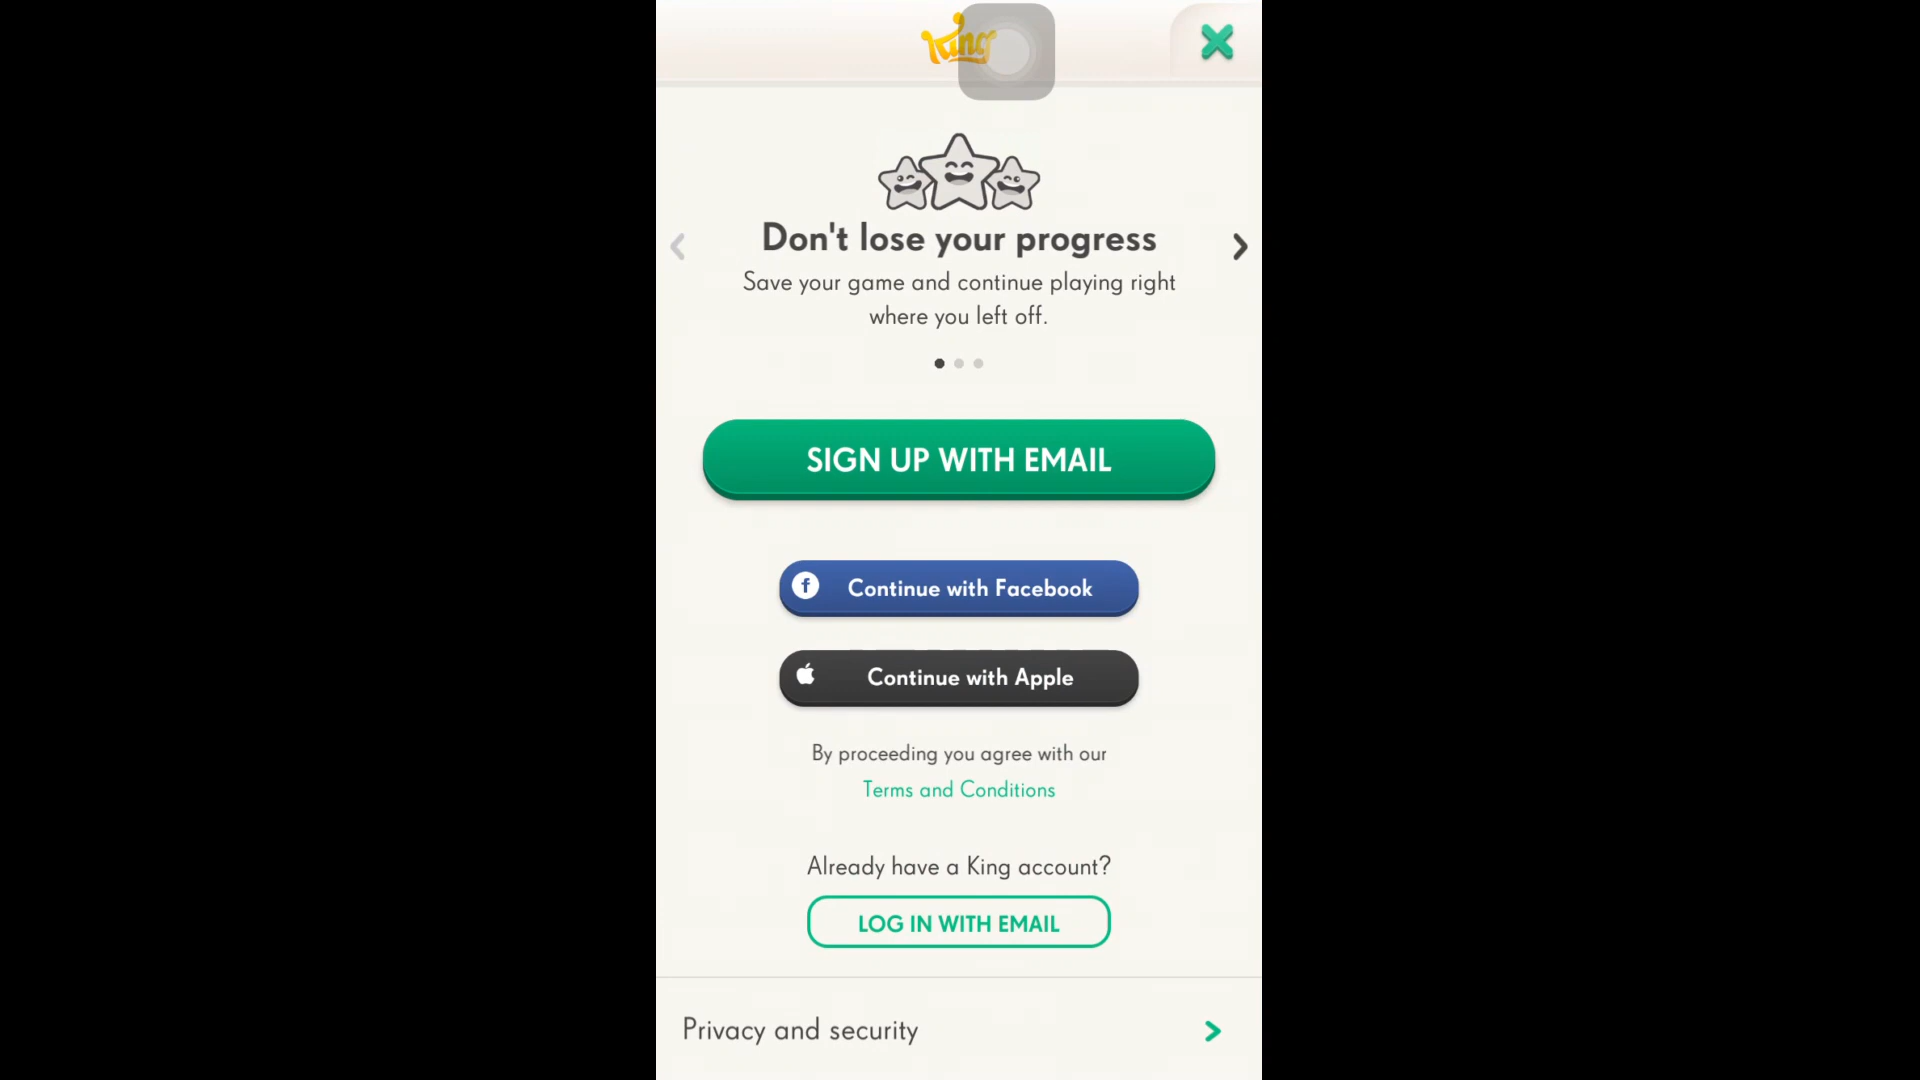 King
Don't lose your progress
Save your game and continue playing right
where you left off.
SIGN UP WITH EMAIL
Continue with Facebook
Continue with Apple
By proceeding you agree with our
Terms and Conditions
Already have a King account?
LOG IN WITH EMAIL
Privacy and security